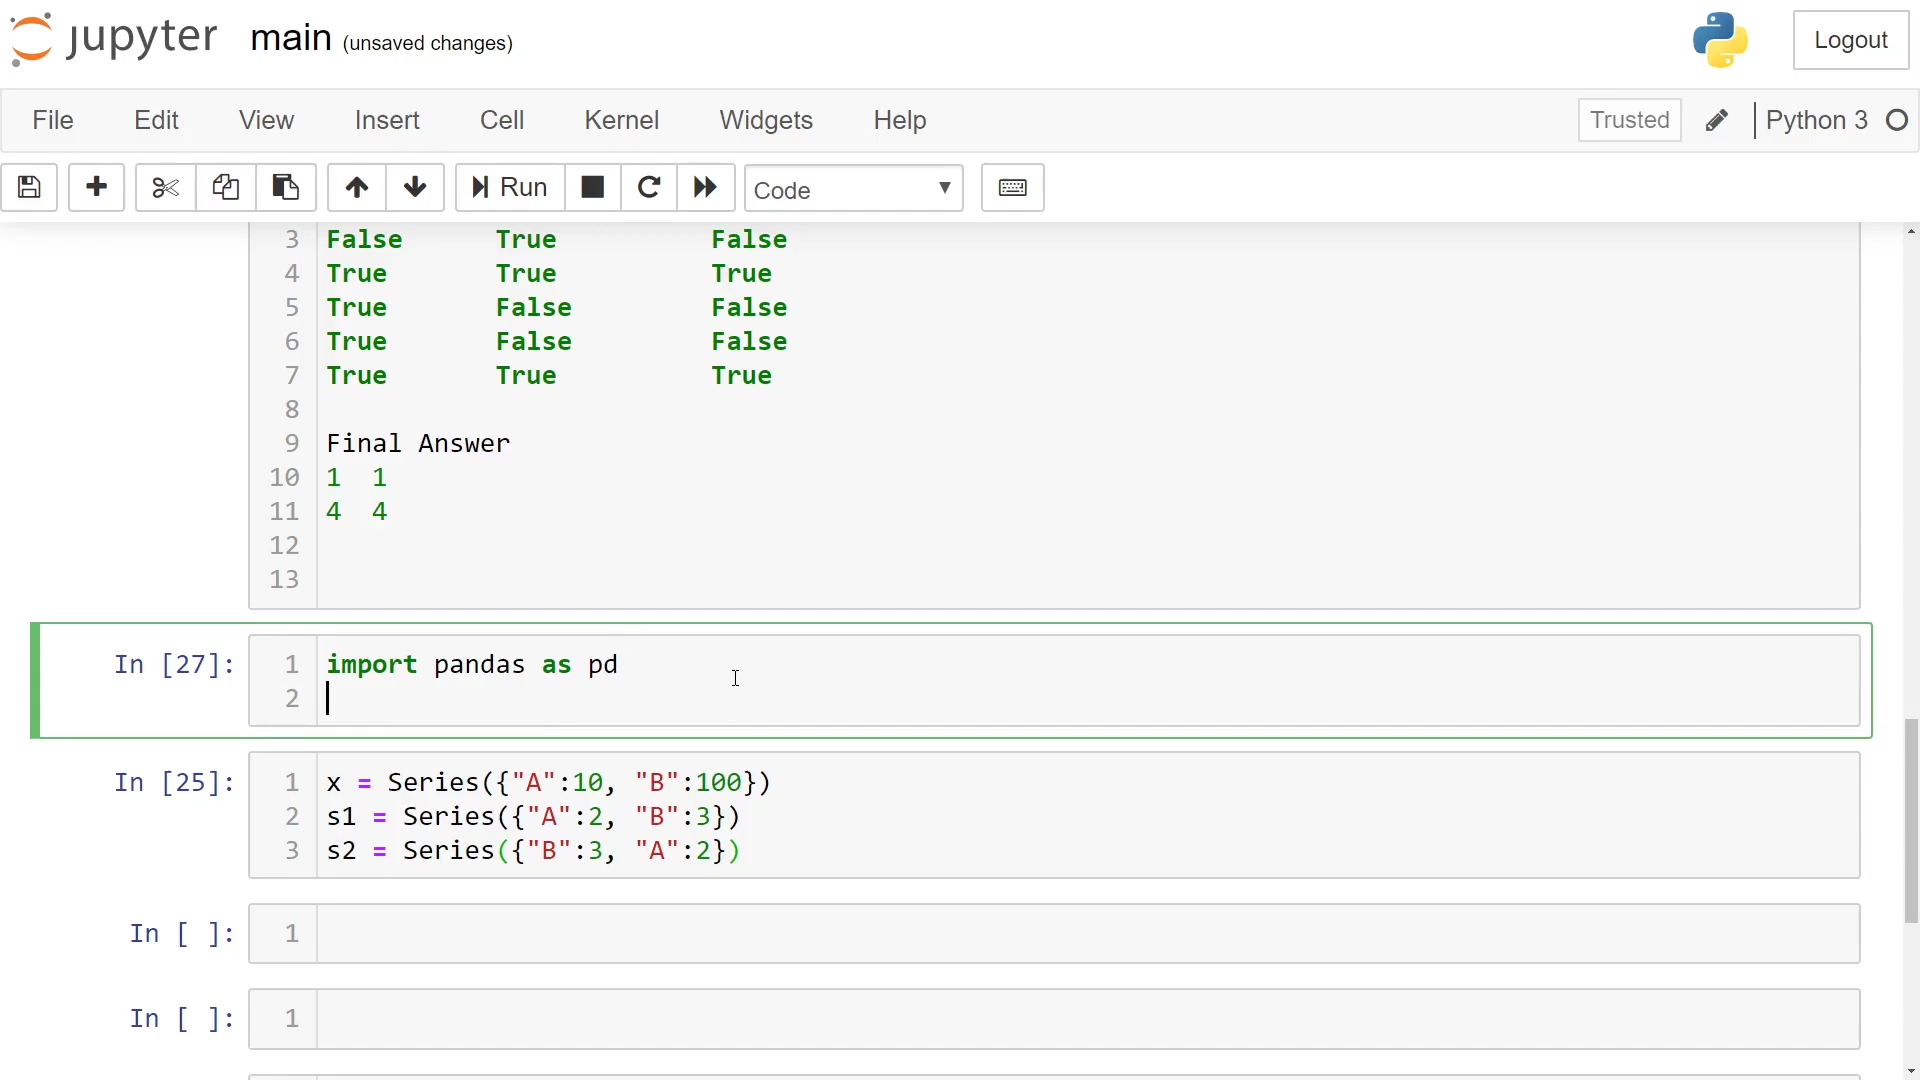 jupyter main (unsaved changes) Logout
File Edit View Insert Cell Kernel Widgets Help Trusted Python 3
Run Code
3 False True False
4 True True True
5 True False False
6 True False False
7 True True True
8
9 Final Answer
10 1 1
11 4 4
12
13
In [27]: 1 import pandas as pd
2
In [25]: 1 x = Series({"A":10, "B":100})
2 s1 = Series({"A":2, "B":3})
3 s2 = Series({"B":3, "A":2})
In [ ]: 1
In [ ]: 1